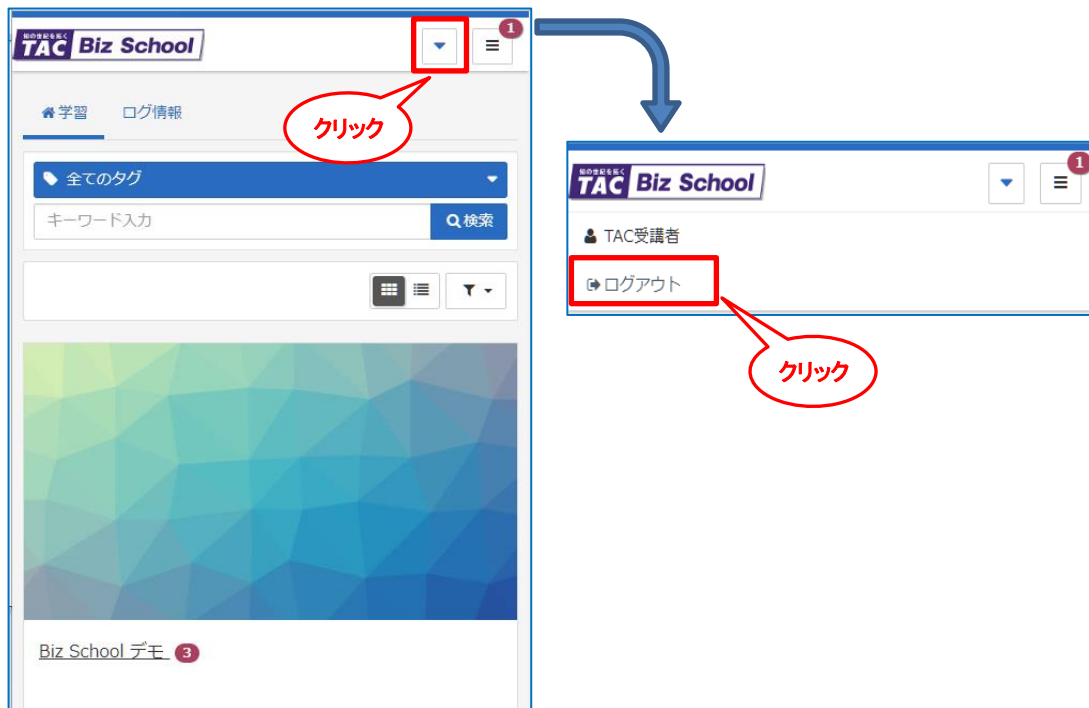 知の世紀を拓く
TAC Biz School
1
学習 ログ情報
クリック
全てのタグ
キーワード入力
検索
Biz School デモ 3
知の世紀を拓く
TAC Biz School
1
TAC受講者
ログアウト
クリック